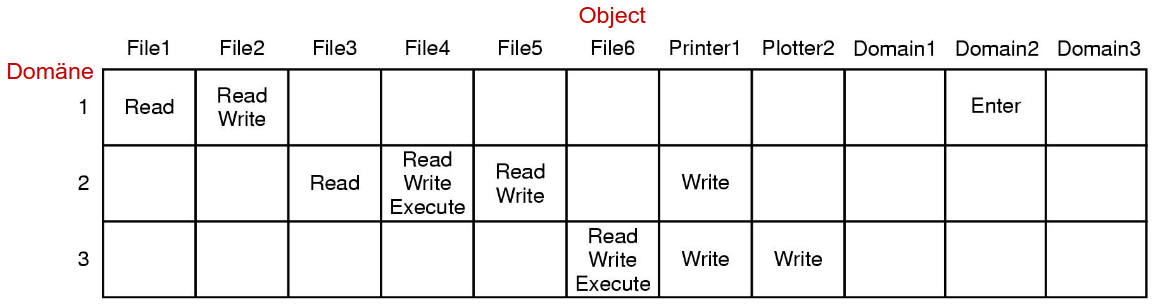 Object
File1 File2 File3 File4 File5 File6 Printer1 Plotter2 Domain1 Domain2 Domain3
Domäne
1 Read Read Write Enter
2 Read Read Write Execute Read Write Write
3 Read Write Execute Write Write